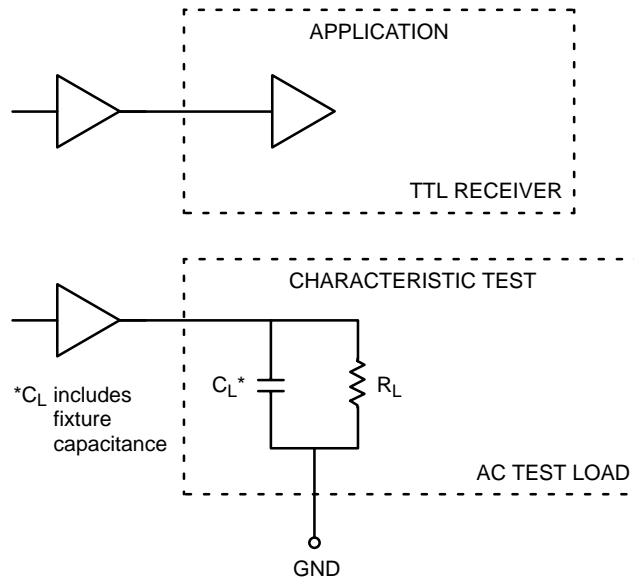 APPLICATION
TTL RECEIVER
CHARACTERISTIC TEST
*CL includes
fixture
capacitance
CL*
RL
AC TEST LOAD
GND